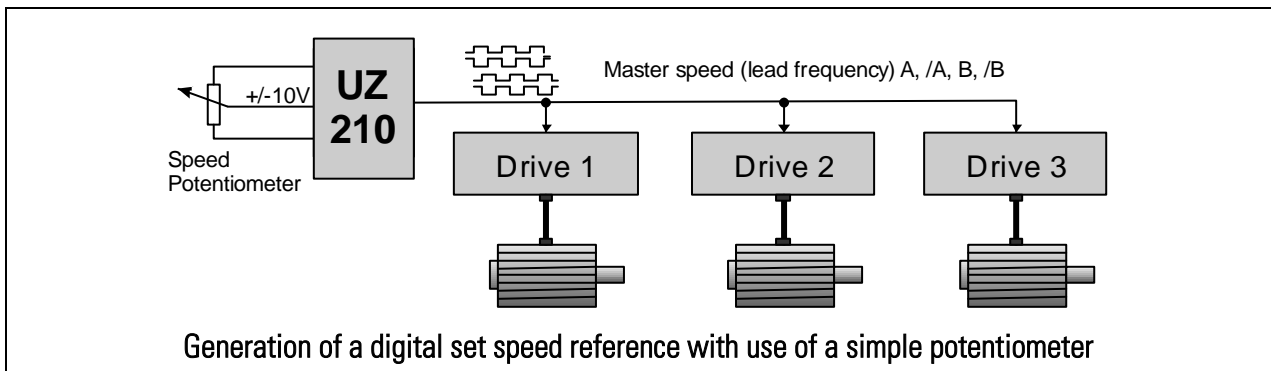 UZ
210
+/-10V
Speed
Potentiometer
Master speed (lead frequency) A, /A, B, /B
Drive 1
Drive 2
Drive 3
Generation of a digital set speed reference with use of a simple potentiometer